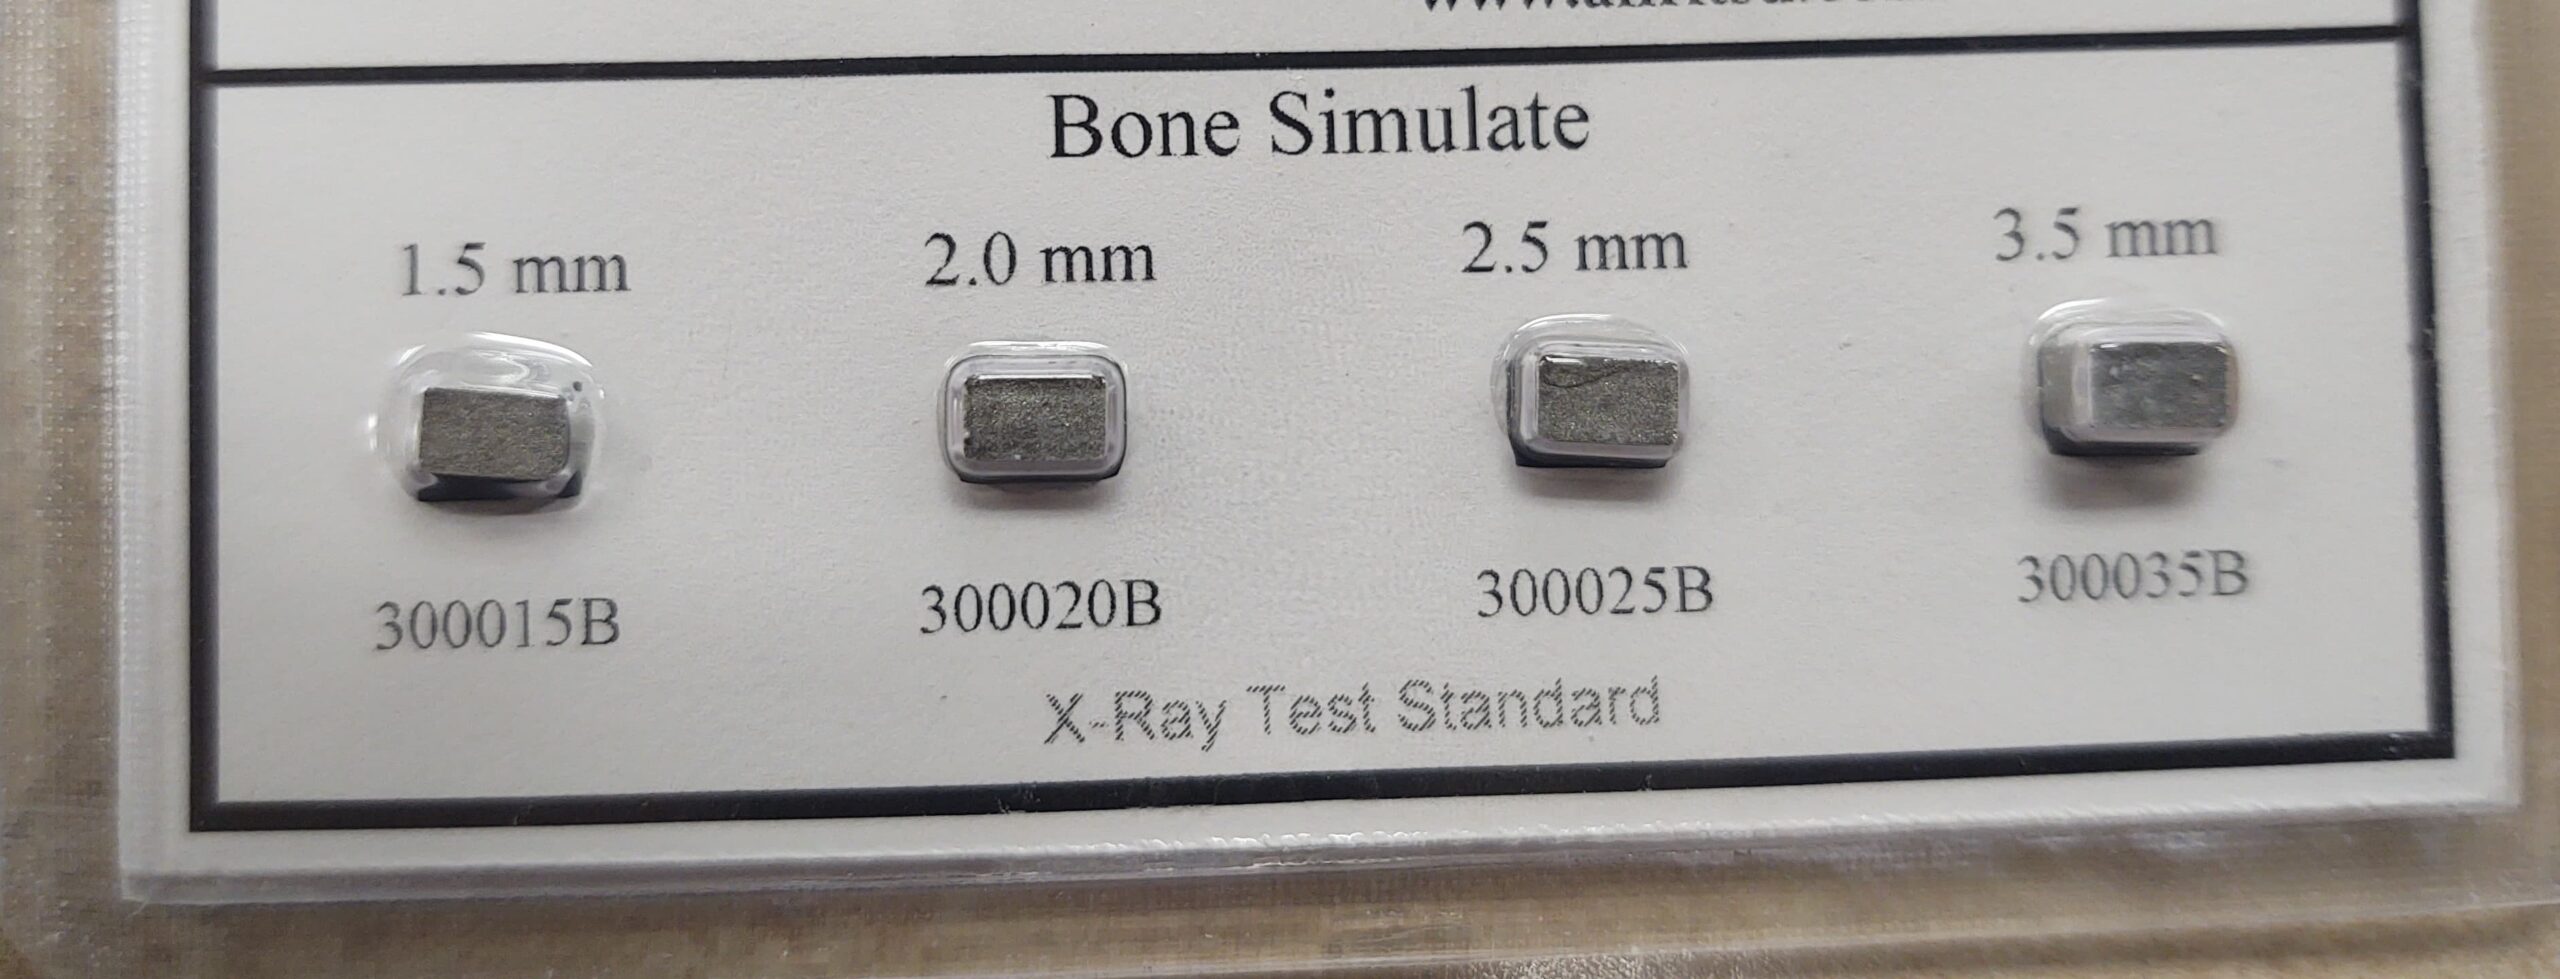 Bone Simulate
1.5 mm 2.0 mm 2.5 mm 3.5 mm
300015B 300020B 300025B 300035B
X-Ray Test Standard